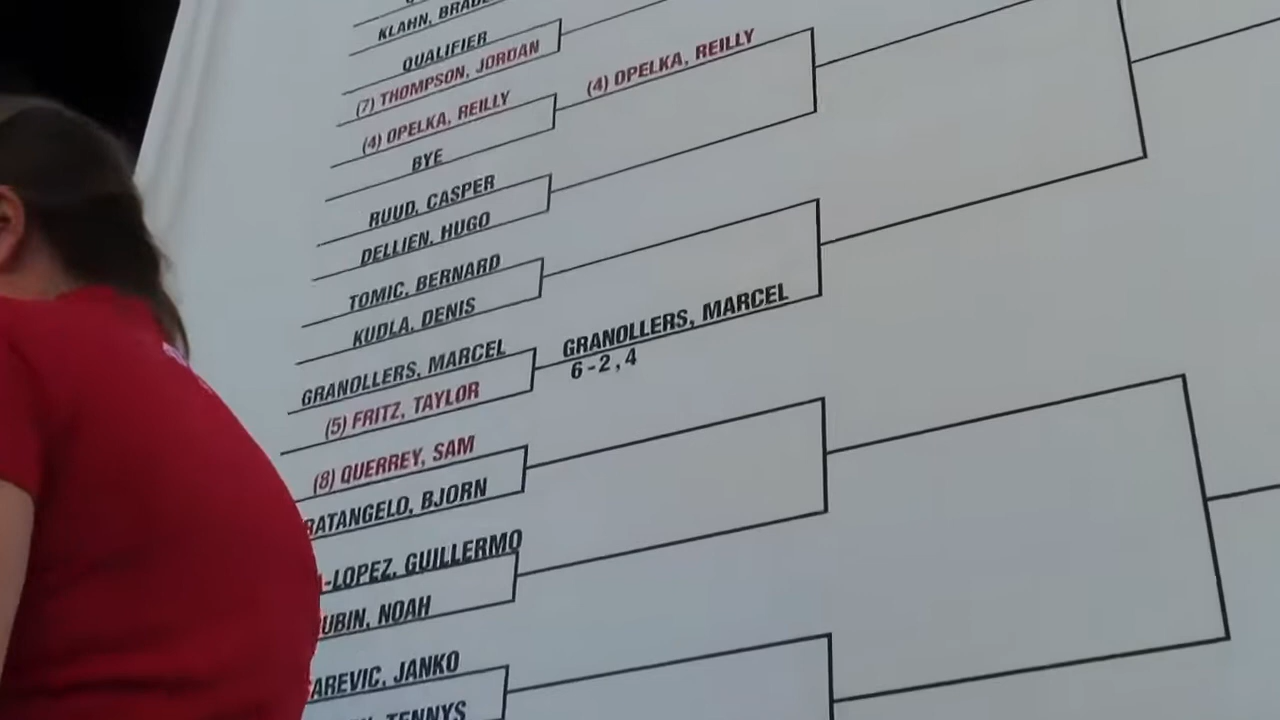 KLAHN,
QUALIFIER
(7) THOMPSON, JORDAN
(4) OPELKA, REILLY
(4) OPELKA, REILLY
BYE
RUUD, CASPER
DELLIEN, HUGO
TOMIC, BERNARD
KUDLA, DENIS
GRANOLLERS, MARCEL
GRANOLLERS, MARCEL
6-2,4
(5) FRITZ, TAYLOR
(8) QUERREY, SAM
RATANGELO, BJORN
-LOPEZ, GUILLERMO
UBIN, NOAH
AREVIC, JANKO
TENNYS